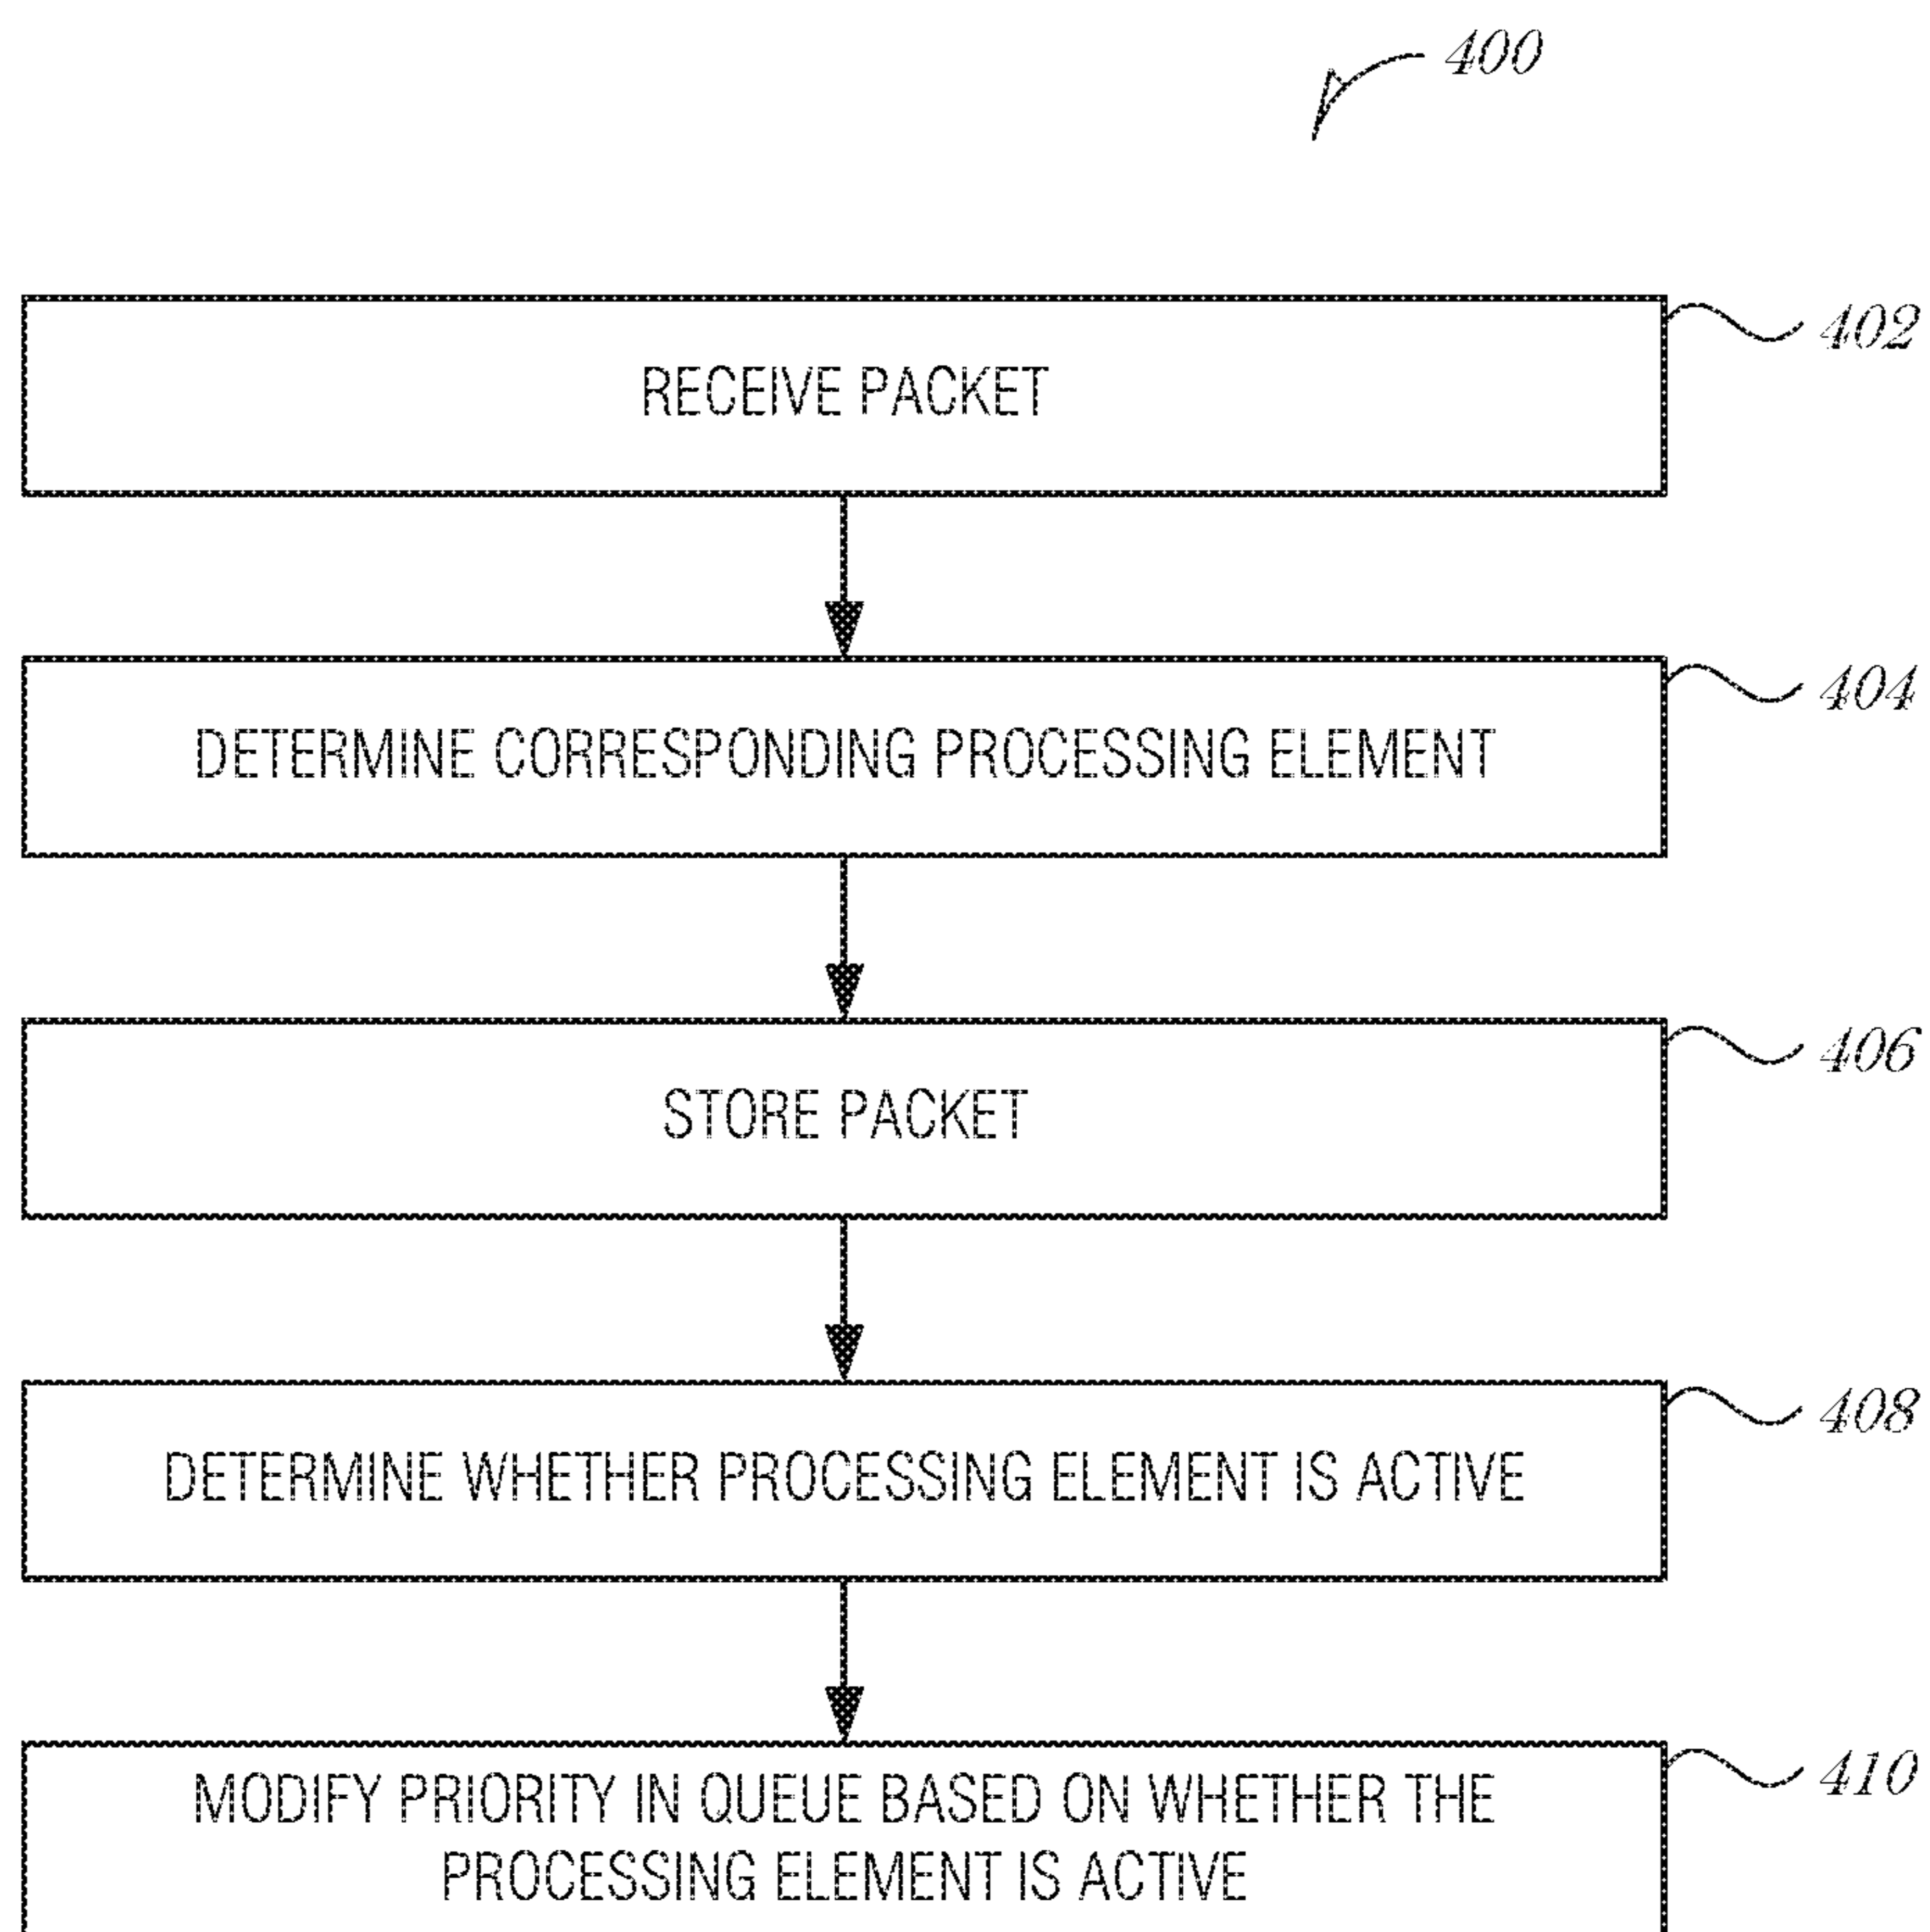 400
RECEIVE PACKET
402
DETERMINE CORRESPONDING PROCESSING ELEMENT
404
STORE PACKET
406
DETERMINE WHETHER PROCESSING ELEMENT IS ACTIVE
408
MODIFY PRIORITY IN QUEUE BASED ON WHETHER THE
PROCESSING ELEMENT IS ACTIVE
410